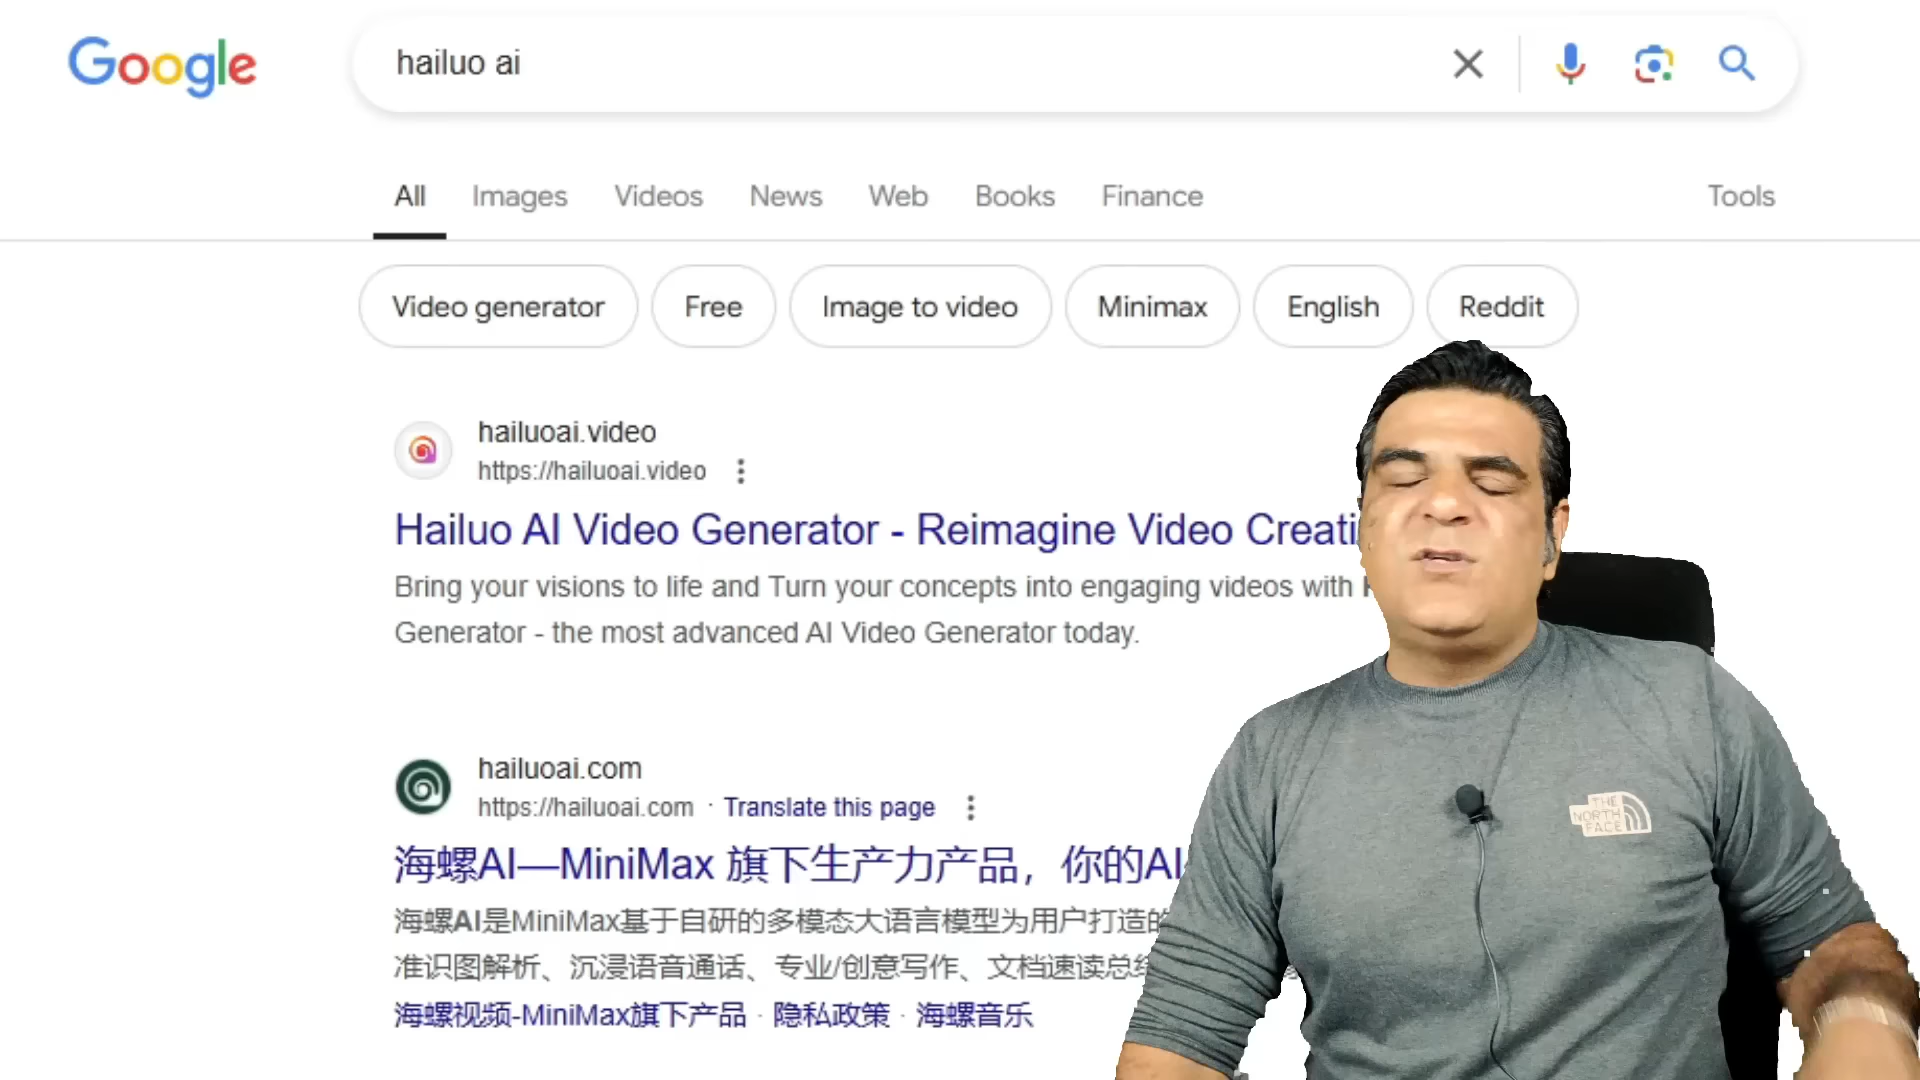 Google
hailuo ai
All Images Videos News Web Books Finance Tools
Video generator Free Image to video Minimax English Reddit
hailuoai.video
https://hailuoai.video
Hailuo AI Video Generator - Reimagine Video Creati
Bring your visions to life and Turn your concepts into engaging videos with
Generator - the most advanced AI Video Generator today.
hailuoai.com
https://hailuoai.com · Translate this page
海螺AI—MiniMax 旗下生产力产品，你的AI
海螺AI是MiniMax基于自研的多模态大语言模型为用户打造的
准识图解析、沉浸语音通话、专业/创意写作、文档速读总结
海螺视频-MiniMax旗下产品 · 隐私政策 · 海螺音乐
THE
NORTH
FACE